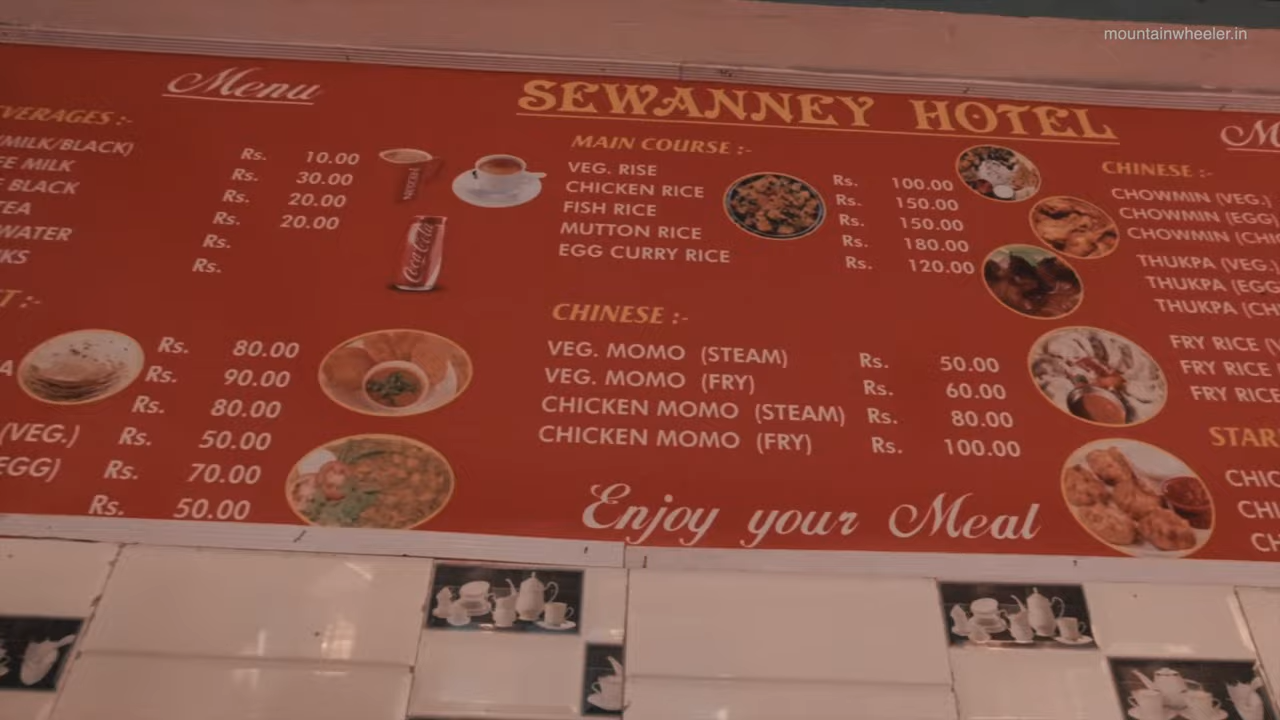 mountainwheeler.in
Menu
SEWANNEY HOTEL
VERAGES :-
(MILK/BLACK) Rs. 10.00
MILK Rs. 30.00
BLACK Rs. 20.00
TEA Rs. 20.00
WATER Rs.
KS Rs.
T :-
Rs. 80.00
A Rs. 90.00
Rs. 80.00
(VEG.) Rs. 50.00
EGG) Rs. 70.00
Rs. 50.00
Coca-Cola
MAIN COURSE :-
VEG. RISE Rs. 100.00
CHICKEN RICE Rs. 150.00
FISH RICE Rs. 150.00
MUTTON RICE Rs. 180.00
EGG CURRY RICE Rs. 120.00
CHINESE :-
VEG. MOMO (STEAM) Rs. 50.00
VEG. MOMO (FRY) Rs. 60.00
CHICKEN MOMO (STEAM) Rs. 80.00
CHICKEN MOMO (FRY) Rs. 100.00
Enjoy your Meal
M
CHINESE :-
CHOWMIN (VEG.)
CHOWMIN (EGG)
CHOWMIN (CHI
THUKPA (VEG.)
THUKPA (EGG
THUKPA (CH
FRY RICE (V
FRY RICE
FRY RICE
STAR
CHIC
CHI
CH